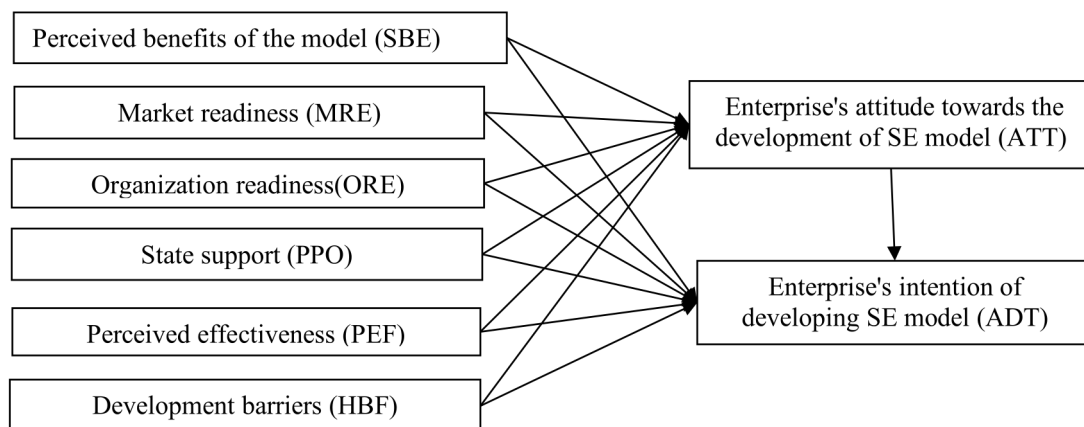 Perceived benefits of the model (SBE)
Market readiness (MRE)
Organization readiness(ORE)
State support (PPO)
Perceived effectiveness (PEF)
Development barriers (HBF)
Enterprise's attitude towards the
development of SE model (ATT)
Enterprise's intention of
developing SE model (ADT)